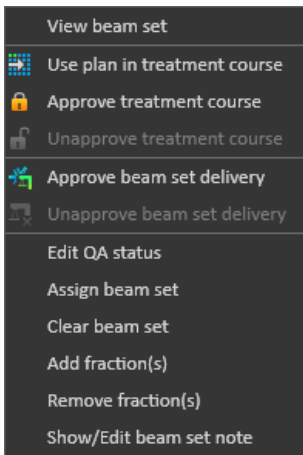 View beam set
Use plan in treatment course
Approve treatment course
Unapprove treatment course
Approve beam set delivery
Unapprove beam set delivery
Edit QA status
Assign beam set
Clear beam set
Add fraction(s)
Remove fraction(s)
Show/Edit beam set note